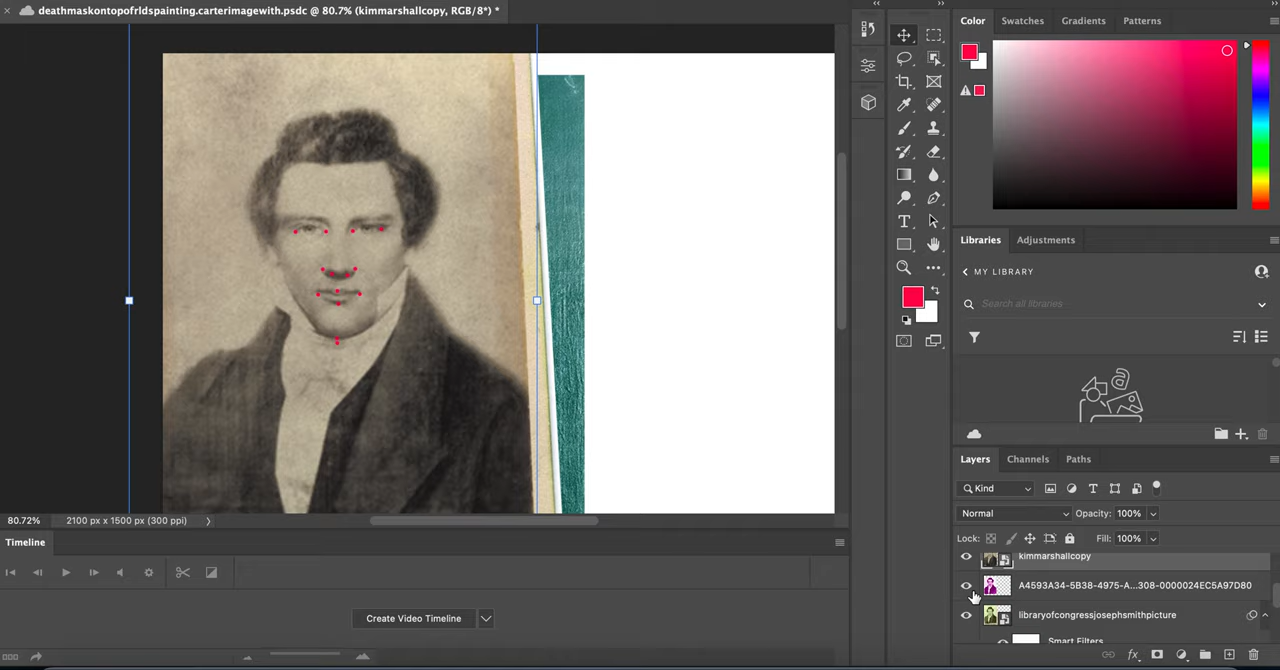 deathmaskontopofrldspainting.carterimagewith.psdc @ 80.7% (kimmarshallcopy, RGB/8*) *
Color
Swatches
Gradients
Patterns
Libraries
Adjustments
MY LIBRARY
Search all libraries
80.72%
2100 px x 1500 px (300 ppi)
Timeline
Create Video Timeline
Layers
Channels
Paths
Kind
Normal
Opacity: 100%
Lock:
Fill: 100%
kimmarshallcopy
A4593A34-5B38-4975-A...308-0000024EC5A97D80
libraryofcongressjosephsmithpicture
Smart Filters